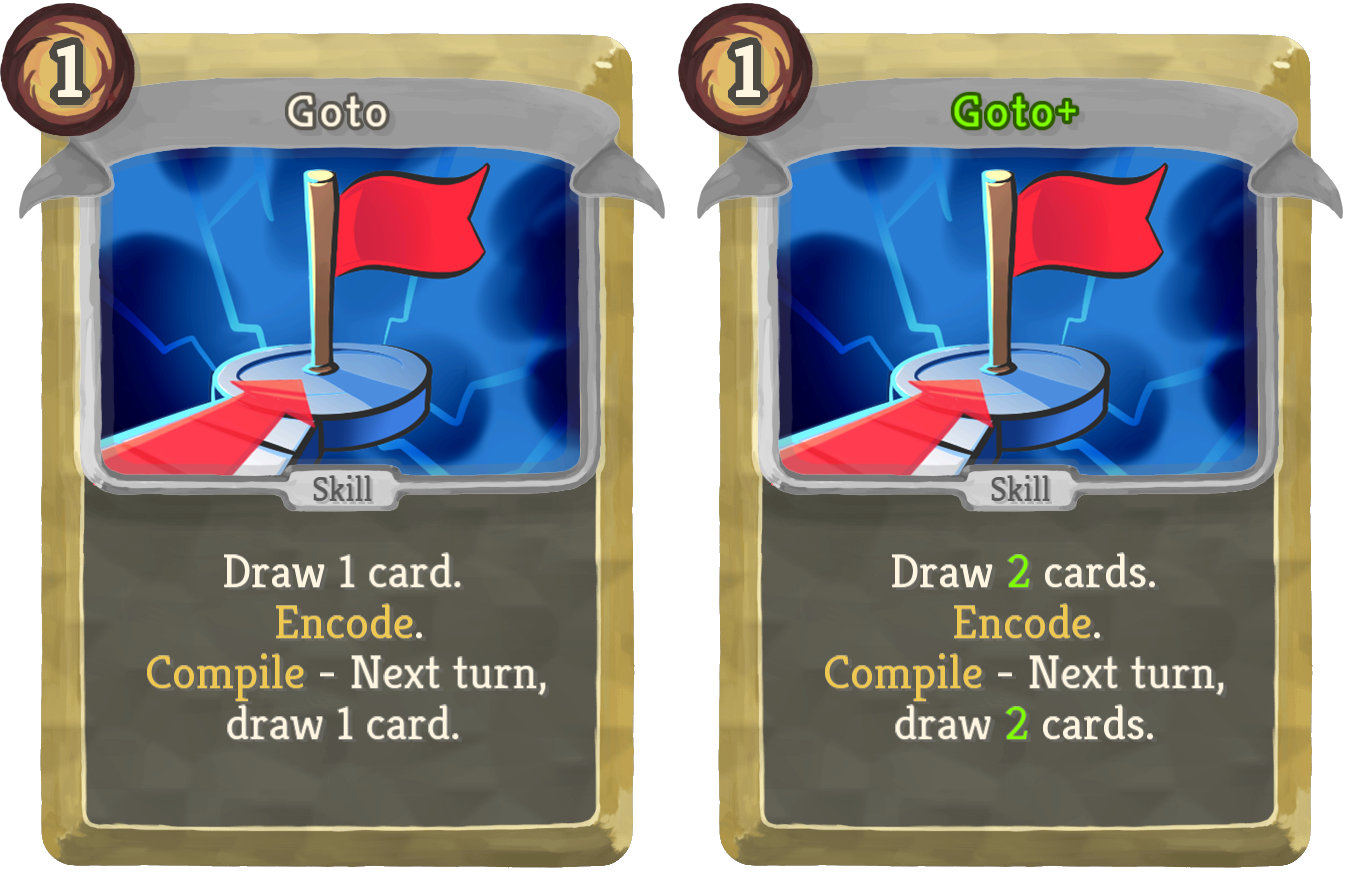 1
Goto
Skill
Draw 1 card.
Encode.
Compile - Next turn,
draw 1 card.
1
Goto+
Skill
Draw 2 cards.
Encode.
Compile - Next turn,
draw 2 cards.